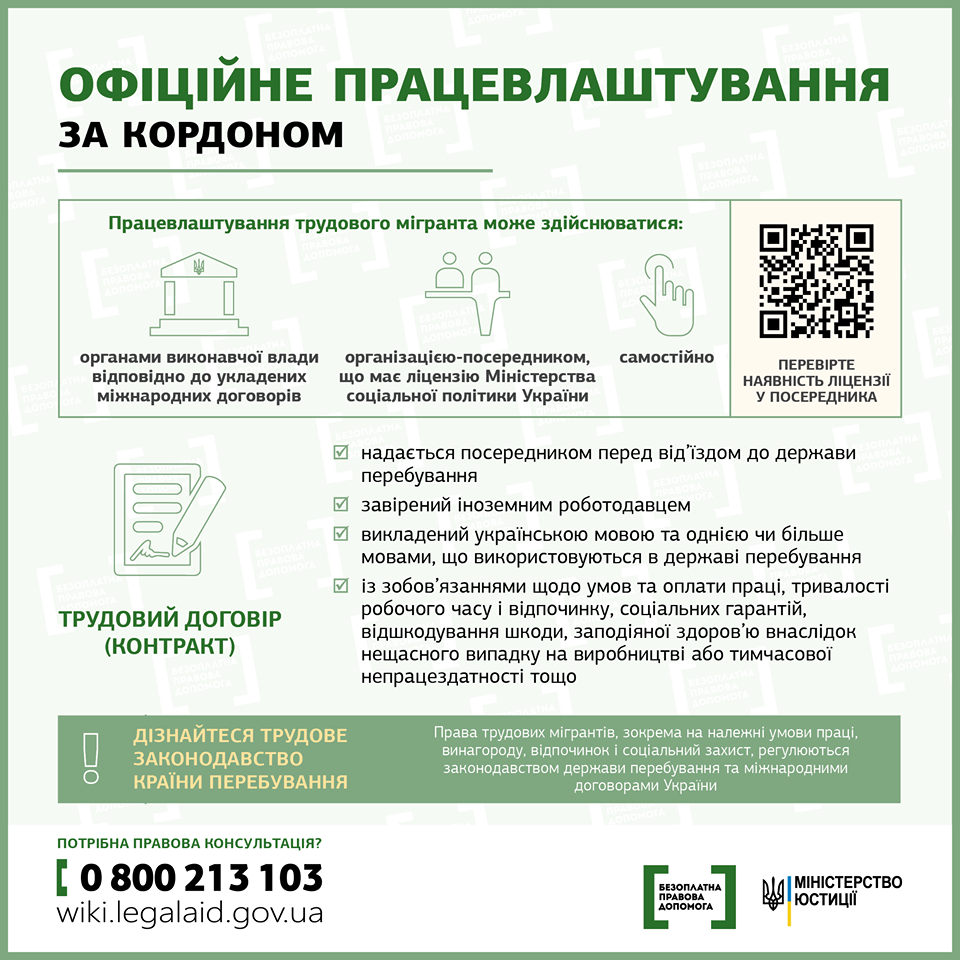 ОФІЦІЙНЕ ПРАЦЕВЛАШТУВАННЯ
ЗА КОРДОНОМ
Працевлаштування трудового мігранта може здійснюватися:
органами виконавчої влади
відповідно до укладених
міжнародних договорів
організацією-посередником,
що має ліцензію Міністерства
соціальної політики України
самостійно
ПЕРЕВІРТЕ
НАЯВНІСТЬ ЛІЦЕНЗІЇ
У ПОСЕРЕДНИКА
ТРУДОВИЙ ДОГОВІР
(КОНТРАКТ)
надається посередником перед від’їздом до держави
перебування
завірений іноземним роботодавцем
викладений українською мовою та однією чи більше
мовами, що використовуються в державі перебування
із зобов’язаннями щодо умов та оплати праці, тривалості
робочого часу і відпочинку, соціальних гарантій,
відшкодування шкоди, заподіяної здоров’ю внаслідок
нещасного випадку на виробництві або тимчасової
непрацездатності тощо
ДІЗНАЙТЕСЯ ТРУДОВЕ
ЗАКОНОДАВСТВО
КРАЇНИ ПЕРЕБУВАННЯ
Права трудових мігрантів, зокрема на належні умови праці,
винагороду, відпочинок і соціальний захист, регулюються
законодавством держави перебування та міжнародними
договорами України
ПОТРІБНА ПРАВОВА КОНСУЛЬТАЦІЯ?
0 800 213 103
wiki.legalaid.gov.ua
БЕЗОПЛАТНА
ПРАВОВА
ДОПОМОГА
МІНІСТЕРСТВО
ЮСТИЦІЇ